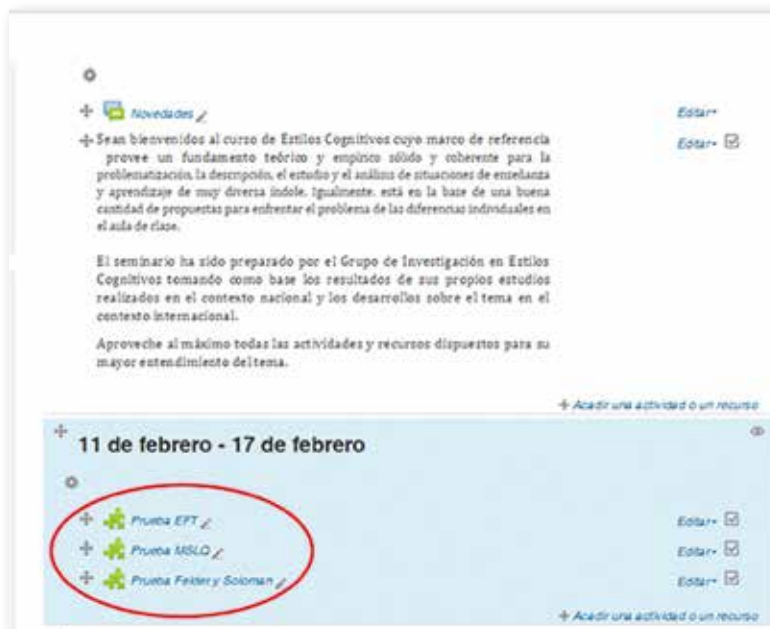 Novedades
Editar
Sean bienvenidos al curso de Estilos Cognitivos cuyo marco de referencia
Editar
provee un fundamento teórico y empírico sólido y coherente para la
problematización, la descripción, el estudio y el análisis de situaciones de enseñanza
y aprendizaje de muy diversa índole. Igualmente, está en la base de una buena
cantidad de propuestas para enfrentar el problema de las diferencias individuales en
el aula de clase.
El seminario ha sido preparado por el Grupo de Investigación en Estilos
Cognitivos tomando como base los resultados de sus propios estudios
realizados en el contexto nacional y los desarrollos sobre el tema en el
contexto internacional.
Aproveche al máximo todas las actividades y recursos dispuestos para su
mayor entendimiento del tema.
Añadir una actividad o un recurso
11 de febrero - 17 de febrero
Prueba EFT
Editar
Prueba MSLQ
Editar
Prueba Felder y Soloman
Editar
Añadir una actividad o un recurso